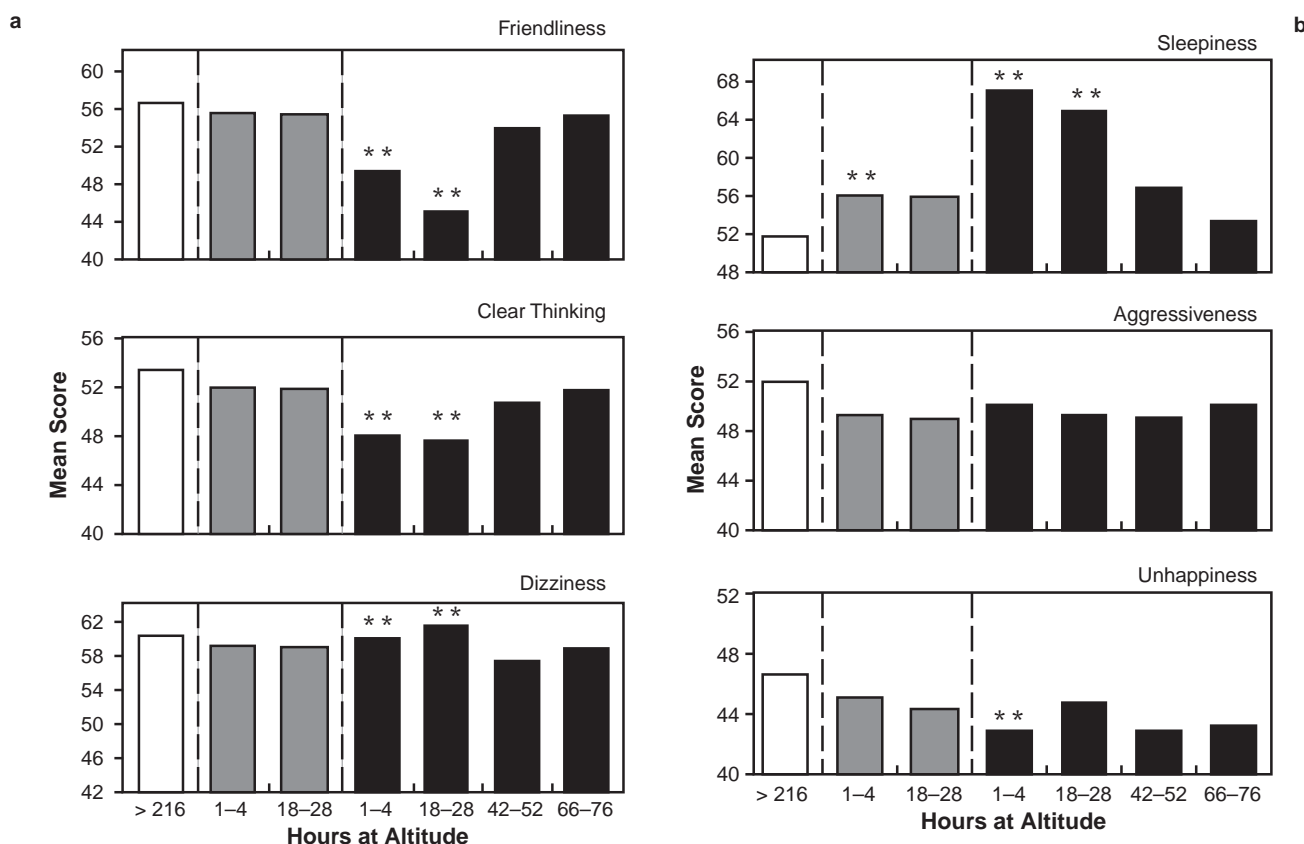 a
Friendliness
60
56
52
48
44
40
** **
Clear Thinking
56
52
48
44
40
** **
Mean Score
Dizziness
62
58
54
50
46
42
** **
> 216 1–4 18–28 1–4 18–28 42–52 66–76
Hours at Altitude
b
Sleepiness
68
64
60
56
52
48
** ** **
Aggressiveness
56
52
48
44
40
Mean Score
Unhappiness
52
48
44
40
**
> 216 1–4 18–28 1–4 18–28 42–52 66–76
Hours at Altitude